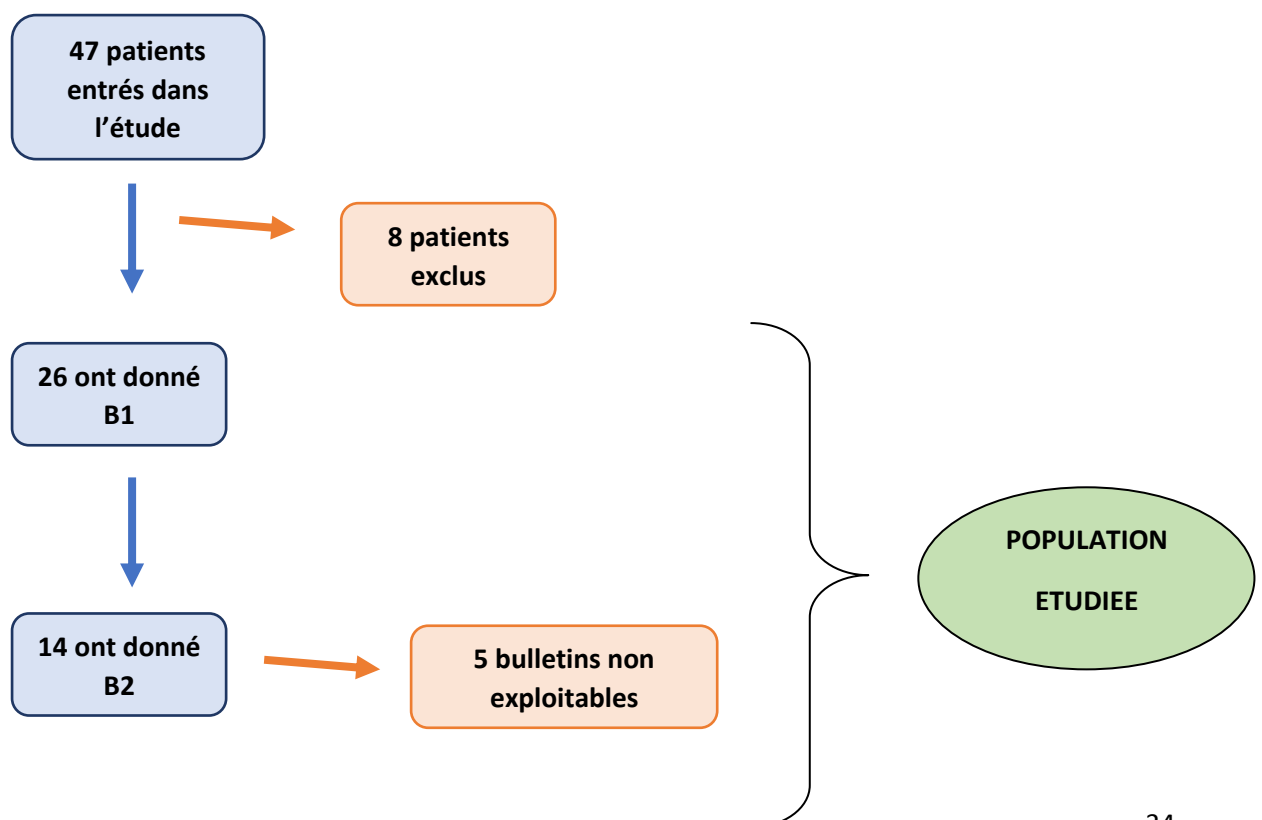 47 patients
entrés dans
l’étude
8 patients
exclus
26 ont donné
B1
POPULATION
ETUDIEE
14 ont donné
B2
5 bulletins non
exploitables